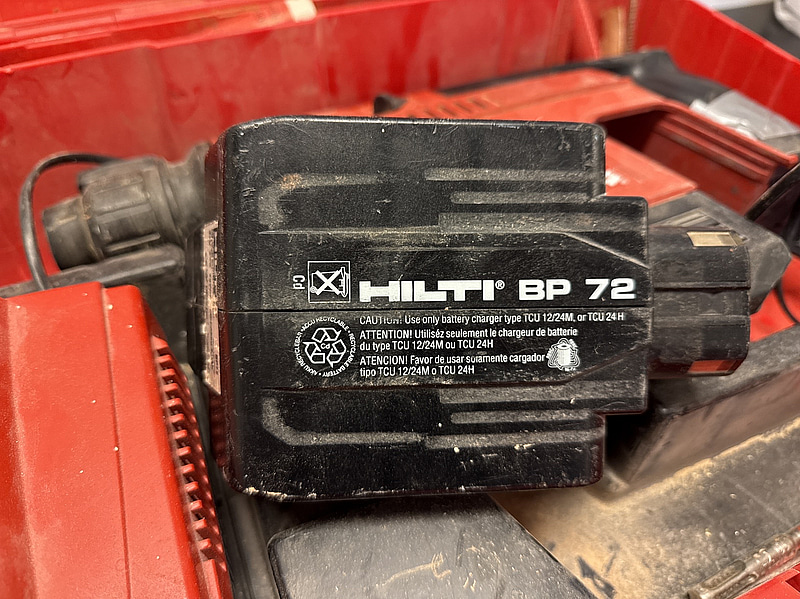 Cd
HILTI® BP 72
CAUTION! Use only battery charger type TCU 12/24M, or TCU 24 H
ATTENTION! Utiliséz seulement le chargeur de batterie
du type TCU 12/24M ou TCU 24H
ATENCION! Favor de usar solamente cargador
tipo TCU 12/24M o TCU 24H
Cd